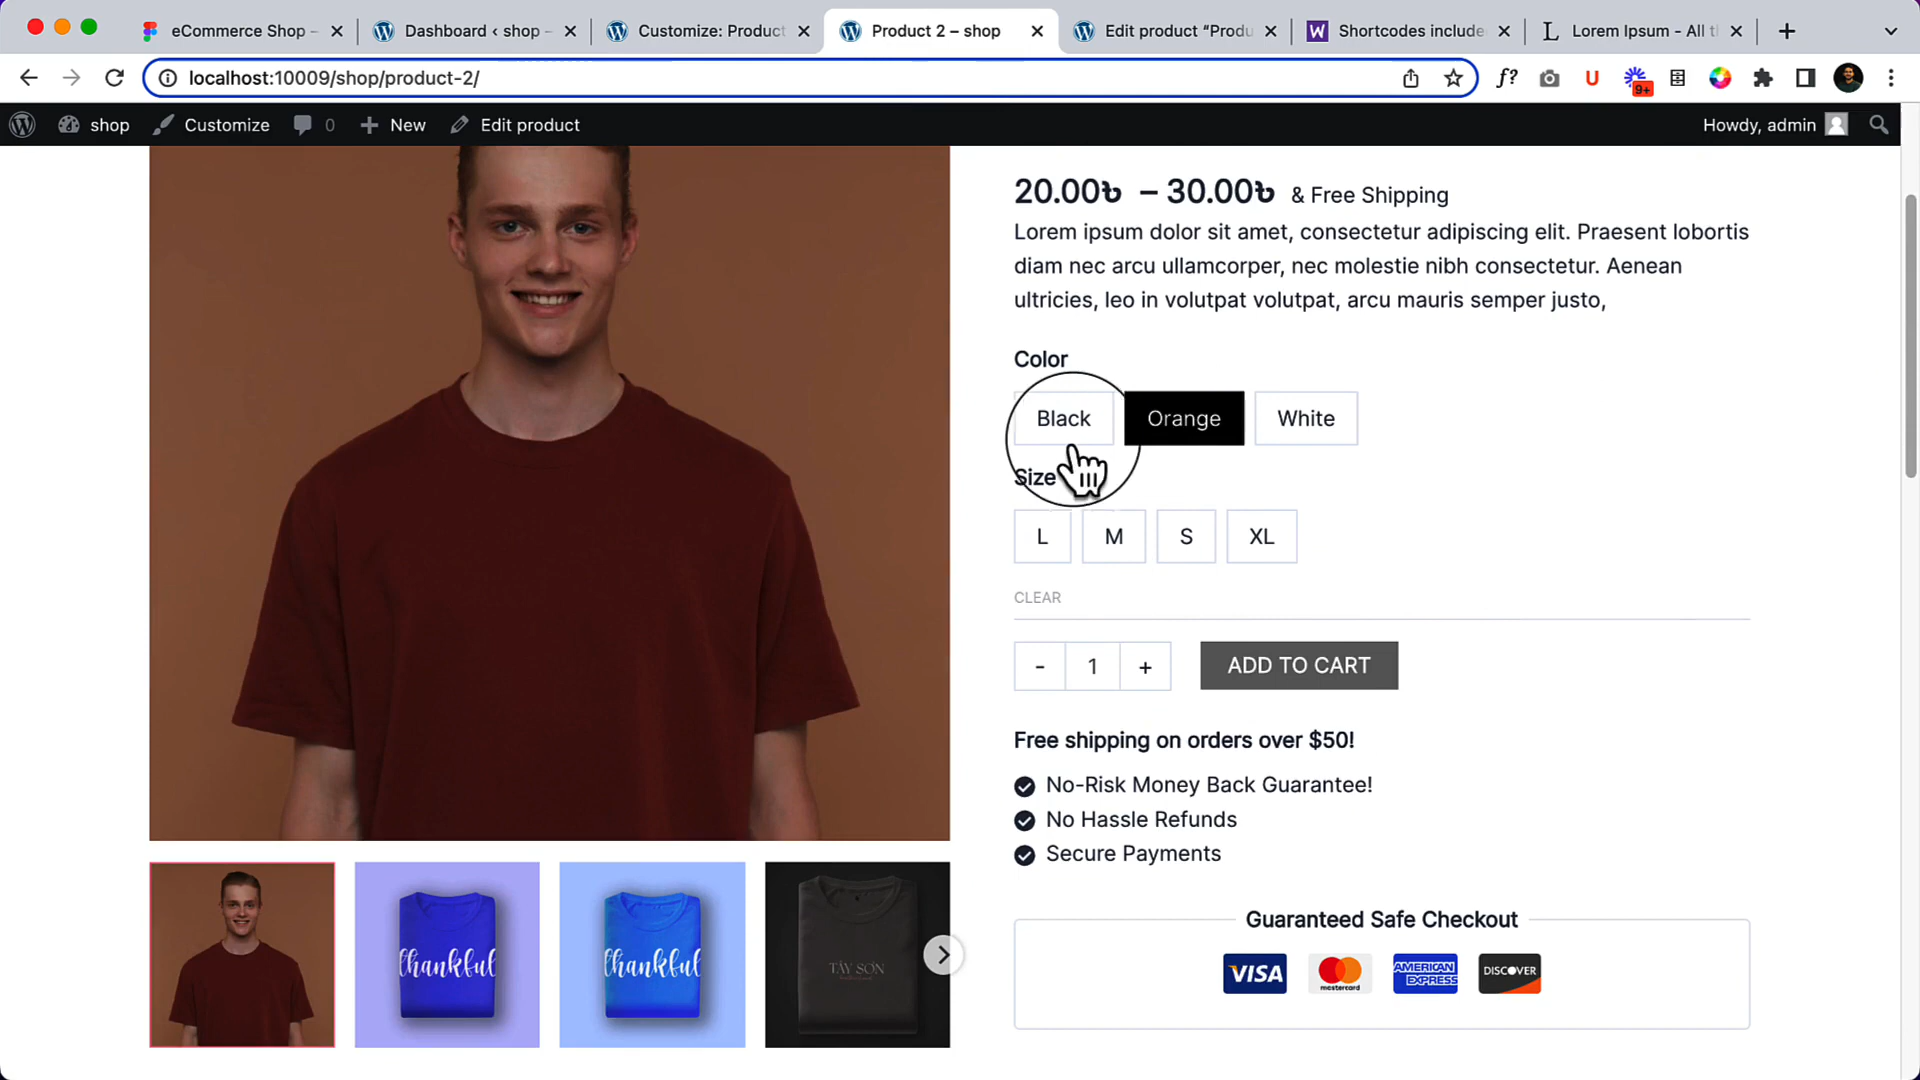 eCommerce Shop -
Dashboard ‹ shop -
Customize: Product
Product 2 – shop
Edit product “Produ
Shortcodes include
Lorem Ipsum - All t
localhost:10009/shop/product-2/
f?
U
9+
shop
Customize
0
New
Edit product
Howdy, admin
20.00৳ – 30.00৳ & Free Shipping
Lorem ipsum dolor sit amet, consectetur adipiscing elit. Praesent lobortis
diam nec arcu ullamcorper, nec molestie nibh consectetur. Aenean
ultricies, leo in volutpat volutpat, arcu mauris semper justo,
Color
Black
Orange
White
Size
L
M
S
XL
CLEAR
- 1 +
ADD TO CART
Free shipping on orders over $50!
No-Risk Money Back Guarantee!
No Hassle Refunds
Secure Payments
thankful
thankful
TÂY SƠN
Guaranteed Safe Checkout
VISA
mastercard
AMERICAN EXPRESS
DISCOVER